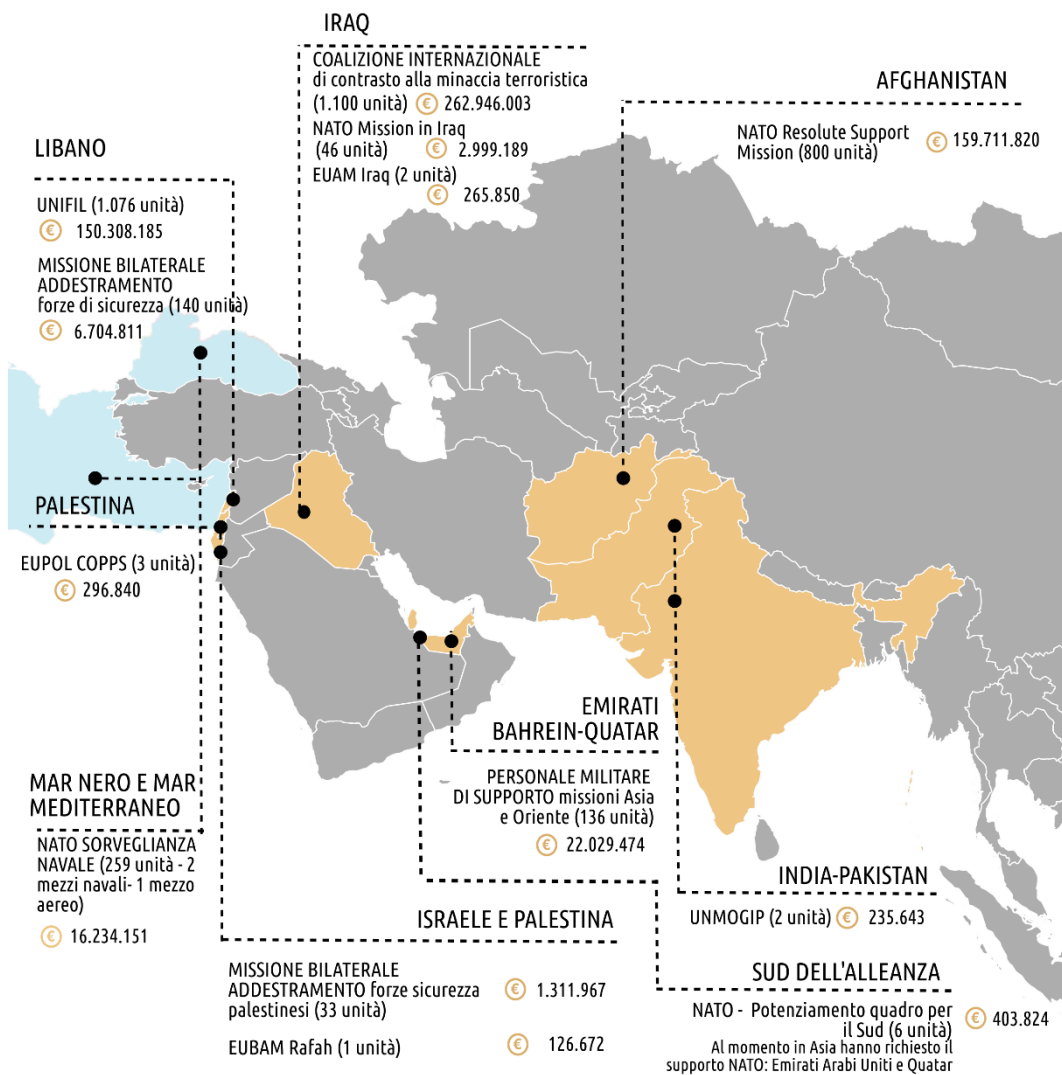 IRAQ
COALIZIONE INTERNAZIONALE
di contrasto alla minaccia terroristica
(1.100 unità) € 262.946.003
NATO Mission in Iraq
(46 unità) € 2.999.189
EUAM Iraq (2 unità)
€ 265.850
AFGHANISTAN
NATO Resolute Support
Mission (800 unità)
€ 159.711.820
LIBANO
UNIFIL (1.076 unità)
€ 150.308.185
MISSIONE BILATERALE
ADDESTRAMENTO
forze di sicurezza (140 unità)
€ 6.704.811
PALESTINA
EUPOL COPPS (3 unità)
€ 296.840
EMIRATI
BAHREIN-QUATAR
PERSONALE MILITARE
DI SUPPORTO missioni Asia
e Oriente (136 unità)
€ 22.029.474
MAR NERO E MAR
MEDITERRANEO
NATO SORVEGLIANZA
NAVALE (259 unità - 2
mezzi navali- 1 mezzo
aereo)
€ 16.234.151
INDIA-PAKISTAN
UNMOGIP (2 unità) € 235.643
ISRAELE E PALESTINA
MISSIONE BILATERALE
ADDESTRAMENTO forze sicurezza
palestinesi (33 unità)
€ 1.311.967
EUBAM Rafah (1 unità) € 126.672
SUD DELL'ALLEANZA
NATO - Potenziamento quadro per
il Sud (6 unità)
€ 403.824
Al momento in Asia hanno richiesto il
supporto NATO: Emirati Arabi Uniti e Quatar